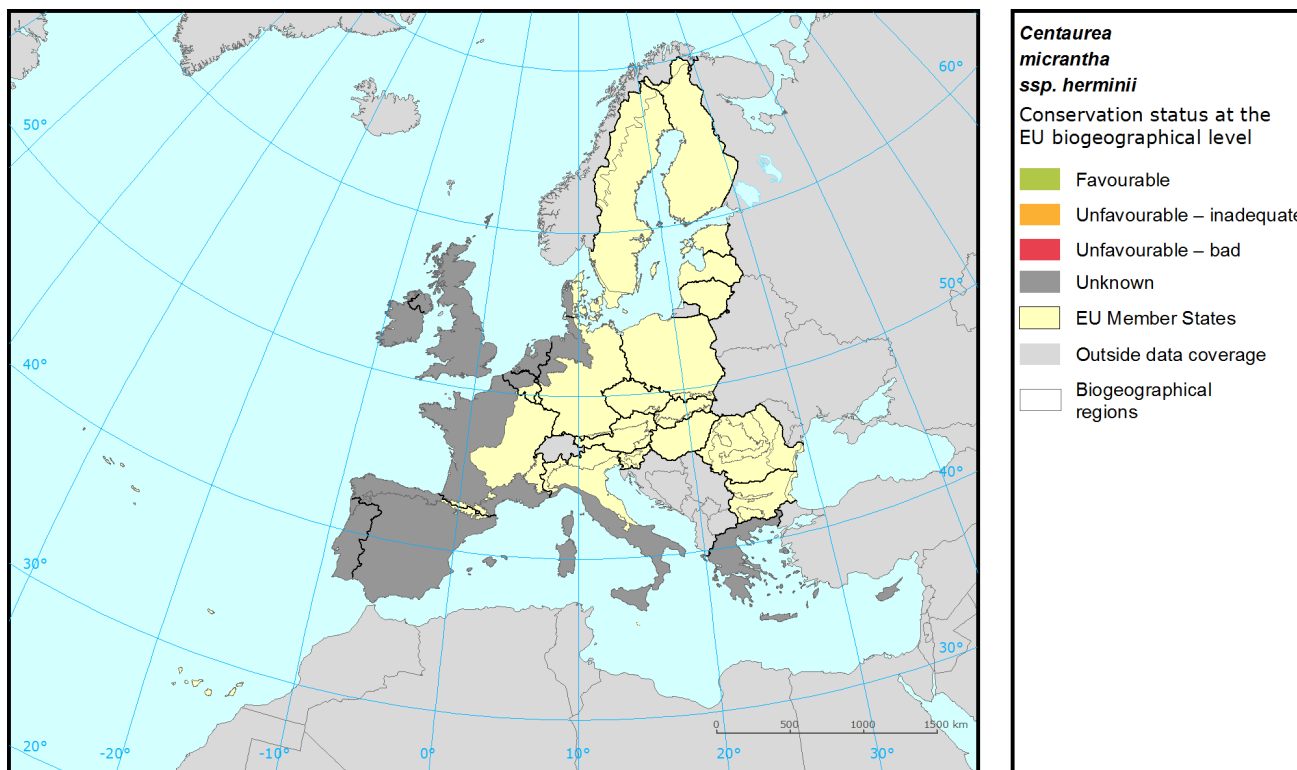 60°
50°
50°
40°
40°
30°
30°
20°
-20°
-10°
0°
10°
20°
30°
0 500 1000 1500 km
Centaurea
micrantha
ssp. herminii
Conservation status at the
EU biogeographical level
Favourable
Unfavourable – inadequate
Unfavourable – bad
Unknown
EU Member States
Outside data coverage
Biogeographical
regions